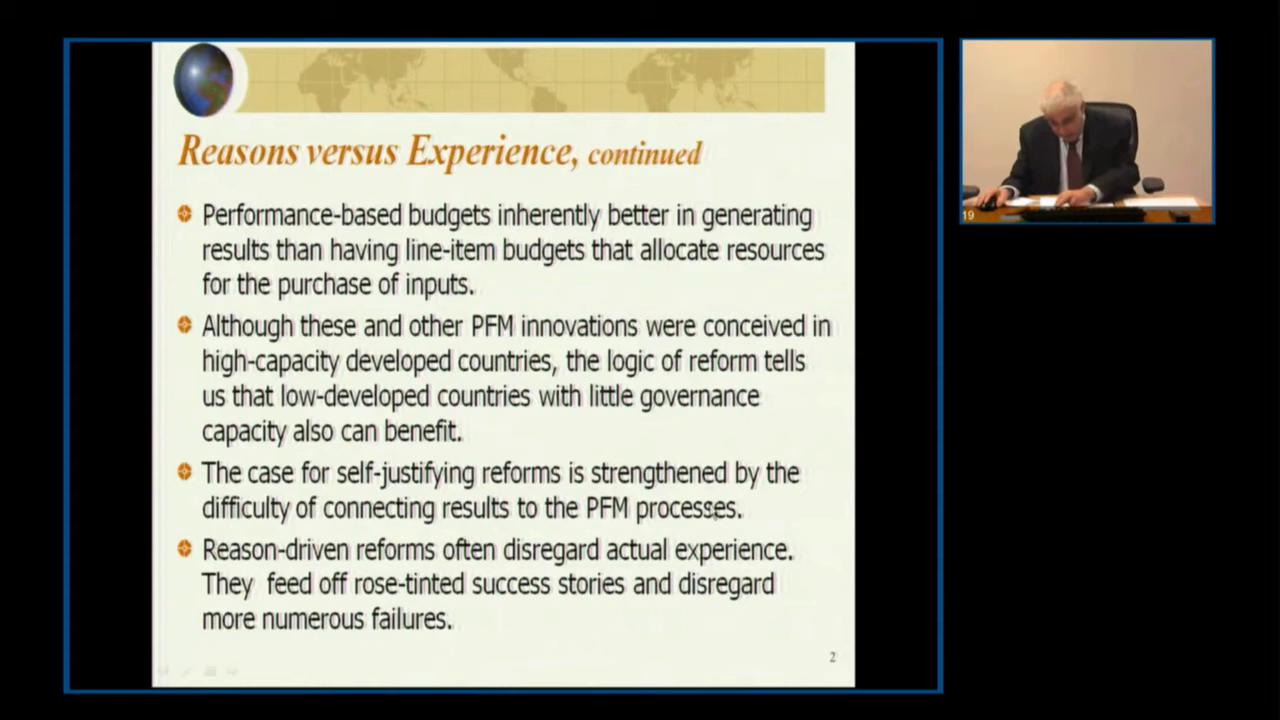 Reasons versus Experience, continued
Performance-based budgets inherently better in generating
results than having line-item budgets that allocate resources
for the purchase of inputs.
Although these and other PFM innovations were conceived in
high-capacity developed countries, the logic of reform tells
us that low-developed countries with little governance
capacity also can benefit.
The case for self-justifying reforms is strengthened by the
difficulty of connecting results to the PFM processes.
Reason-driven reforms often disregard actual experience.
They feed off rose-tinted success stories and disregard
more numerous failures.
2
19